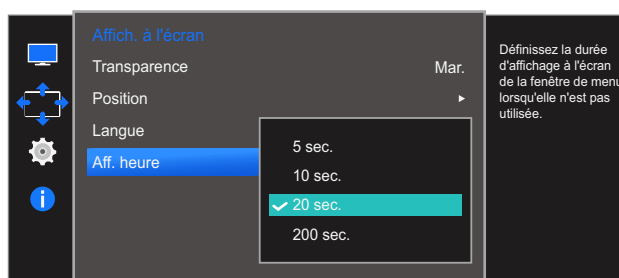 Affich. à l'écran
Transparence Mar.
Position
Langue
Aff. heure
5 sec.
10 sec.
20 sec.
200 sec.
Définissez la durée
d'affichage à l'écran
de la fenêtre de menu
lorsqu'elle n'est pas
utilisée.